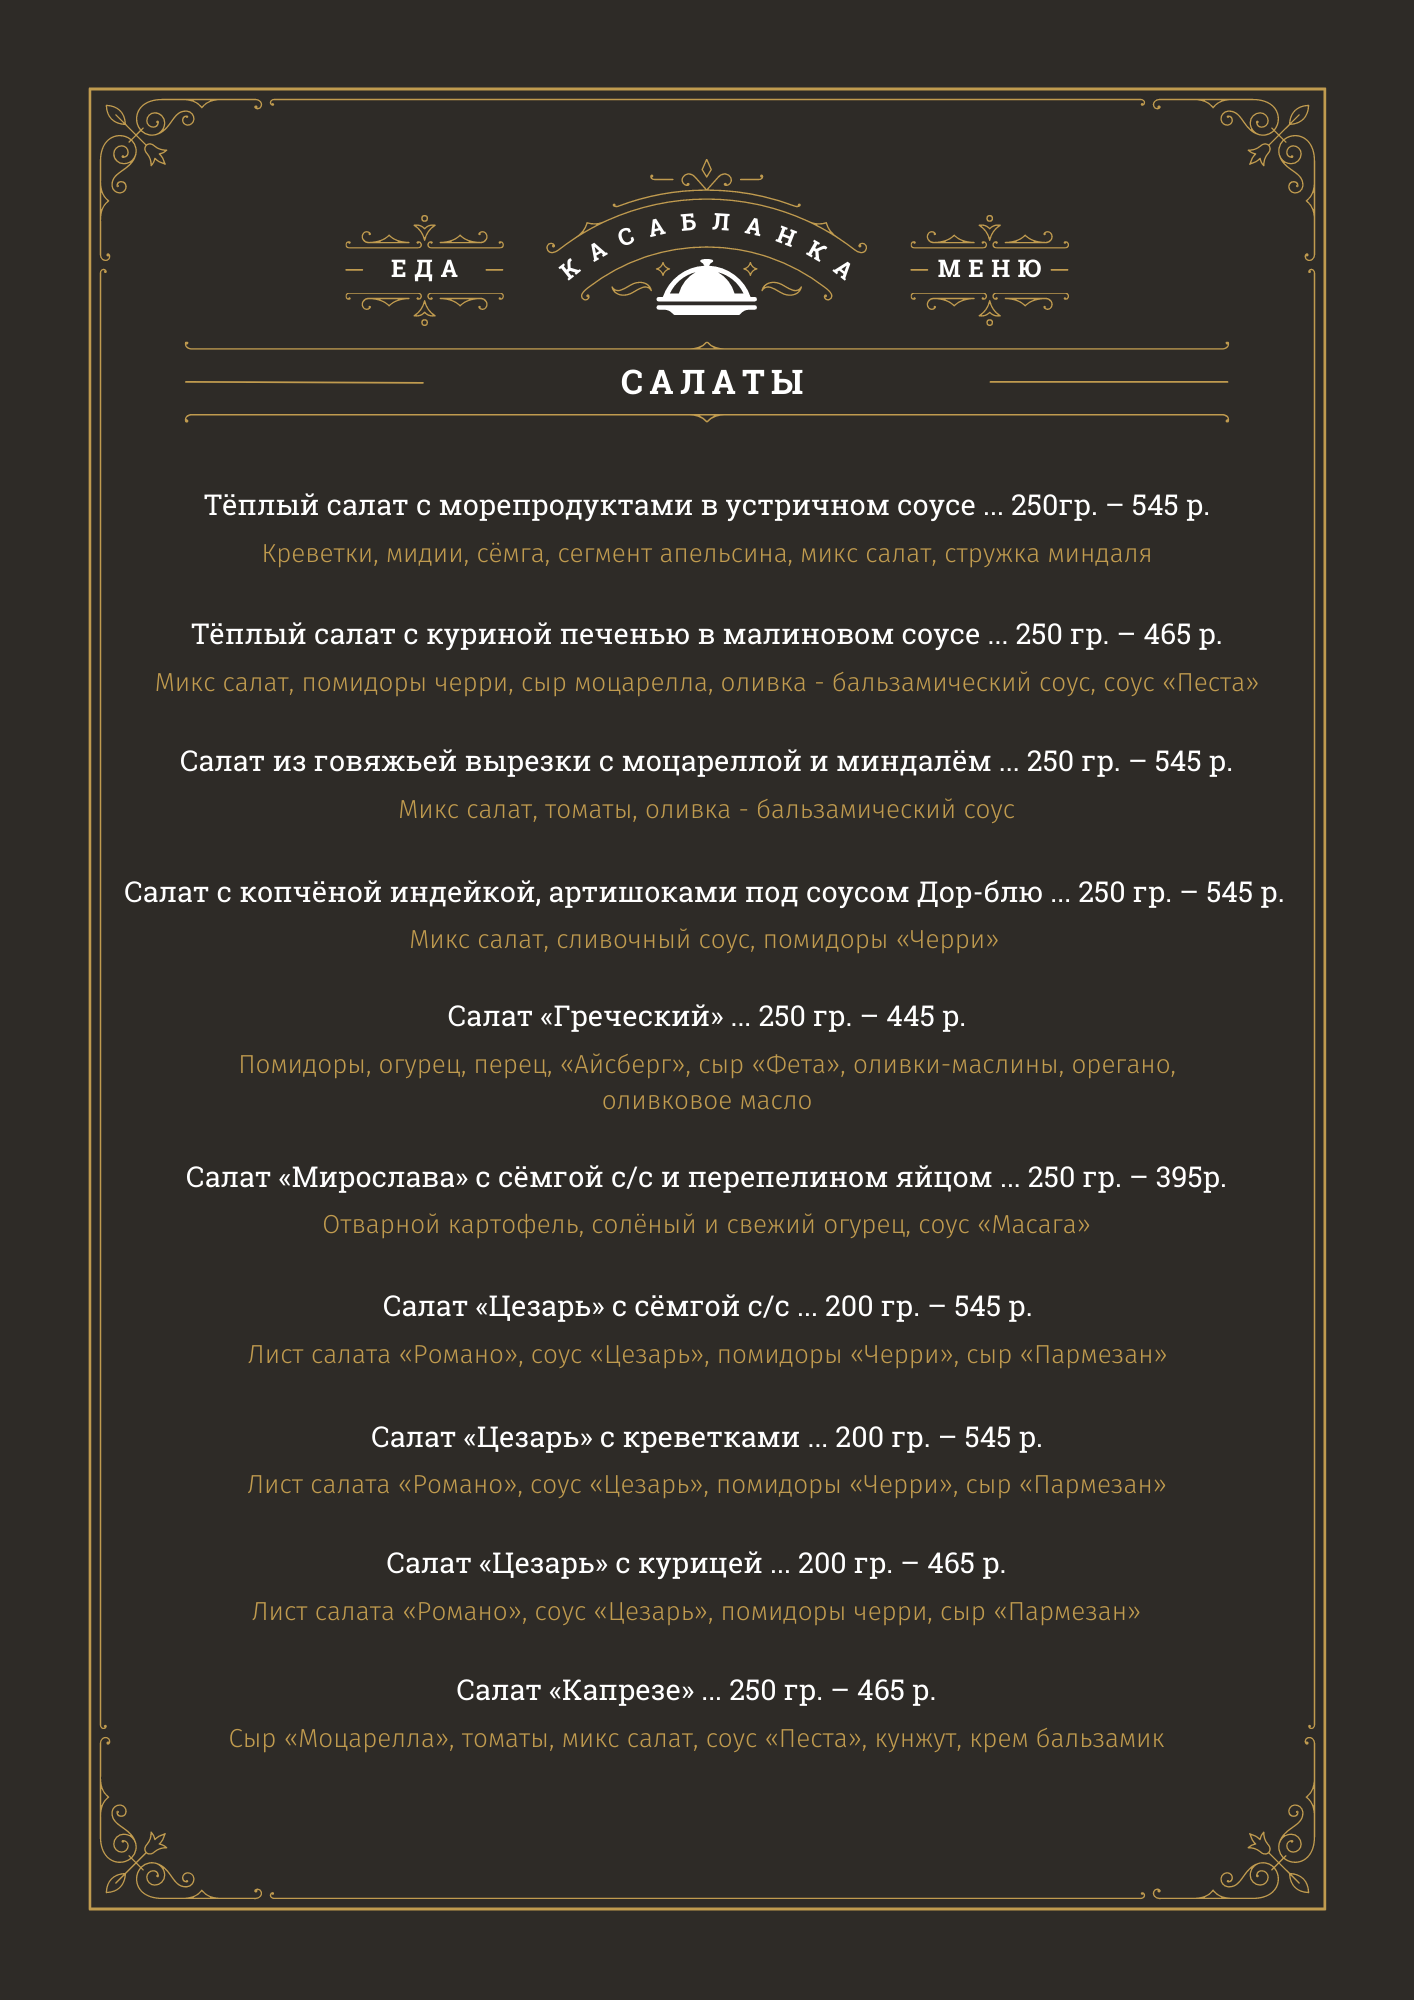 КАСАБЛАНКА
ЕДА
МЕНЮ
САЛАТЫ
Тёплый салат с морепродуктами в устричном соусе ... 250гр. – 545 р.
Креветки, мидии, сёмга, сегмент апельсина, микс салат, стружка миндаля
Тёплый салат с куриной печенью в малиновом соусе ... 250 гр. – 465 р.
Микс салат, помидоры черри, сыр моцарелла, оливка - бальзамический соус, соус «Песта»
Салат из говяжьей вырезки с моцареллой и миндалём ... 250 гр. – 545 р.
Микс салат, томаты, оливка - бальзамический соус
Салат с копчёной индейкой, артишоками под соусом Дор-блю ... 250 гр. – 545 р.
Микс салат, сливочный соус, помидоры «Черри»
Салат «Греческий» ... 250 гр. – 445 р.
Помидоры, огурец, перец, «Айсберг», сыр «Фета», оливки-маслины, орегано,
оливковое масло
Салат «Мирослава» с сёмгой с/с и перепелином яйцом ... 250 гр. – 395р.
Отварной картофель, солёный и свежий огурец, соус «Масага»
Салат «Цезарь» с сёмгой с/с ... 200 гр. – 545 р.
Лист салата «Романо», соус «Цезарь», помидоры «Черри», сыр «Пармезан»
Салат «Цезарь» с креветками ... 200 гр. – 545 р.
Лист салата «Романо», соус «Цезарь», помидоры «Черри», сыр «Пармезан»
Салат «Цезарь» с курицей ... 200 гр. – 465 р.
Лист салата «Романо», соус «Цезарь», помидоры черри, сыр «Пармезан»
Салат «Капрезе» ... 250 гр. – 465 р.
Сыр «Моцарелла», томаты, микс салат, соус «Песта», кунжут, крем бальзамик